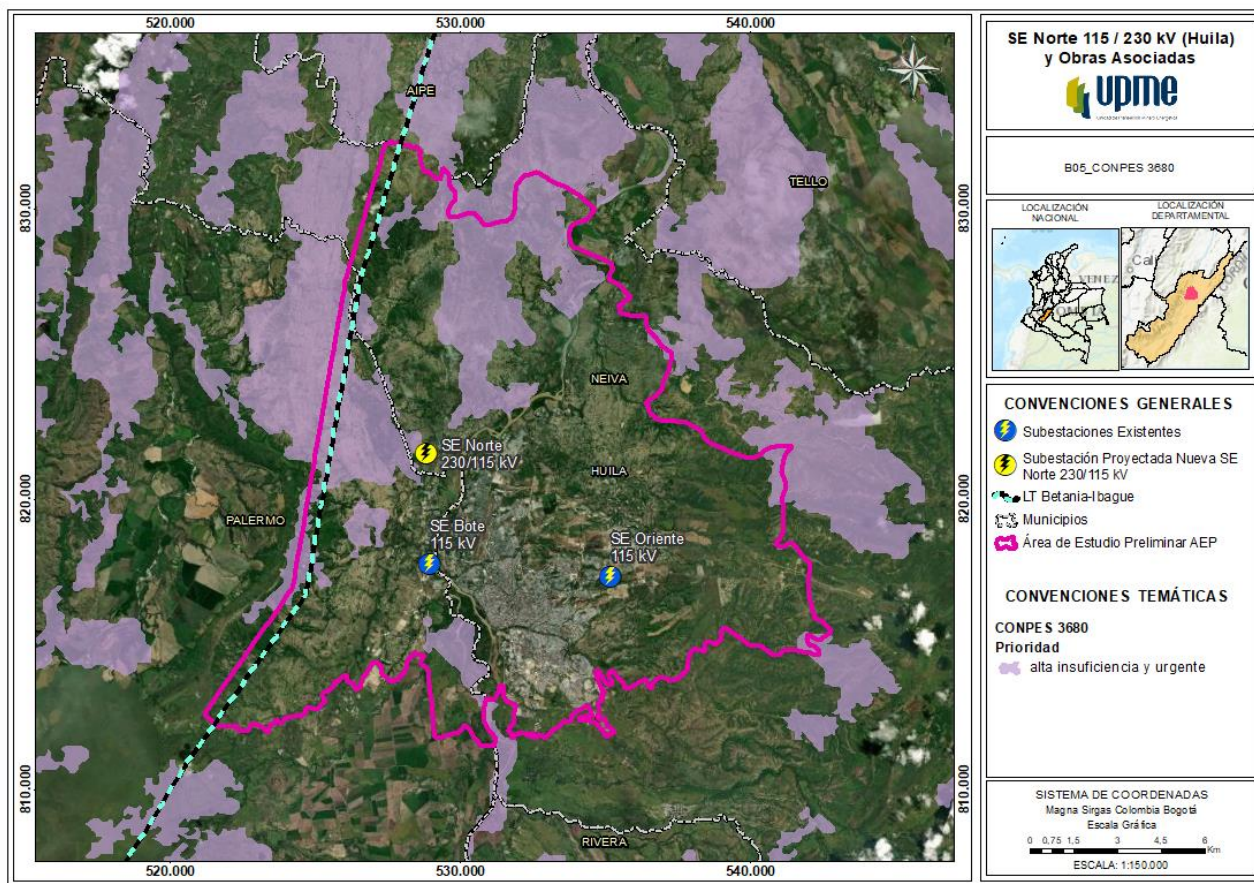 520.000
530.000
540.000
830.000
820.000
810.000
AIPE
TELLO
NEIVA
HUILA
PALERMO
RIVERA
SE Norte
230/115 kV
SE Bote
115 kV
SE Oriente
115 kV
830.000
820.000
810.000
520.000
530.000
540.000
SE Norte 115 / 230 kV (Huila)
y Obras Asociadas
upme
B05_CONPES 3680
LOCALIZACIÓN
NACIONAL
LOCALIZACIÓN
DEPARTAMENTAL
VENEZ
Cali
CONVENCIONES GENERALES
Subestaciones Existentes
Subestación Proyectada Nueva SE
Norte 230/115 kV
LT Betania-Ibague
Municipios
Área de Estudio Preliminar AEP
CONVENCIONES TEMÁTICAS
CONPES 3680
Prioridad
alta insuficiencia y urgente
SISTEMA DE COORDENADAS
Magna Sirgas Colombia Bogotá
Escala Gráfica
0 0,75 1,5 3 4,5 6
Km
ESCALA: 1:150.000